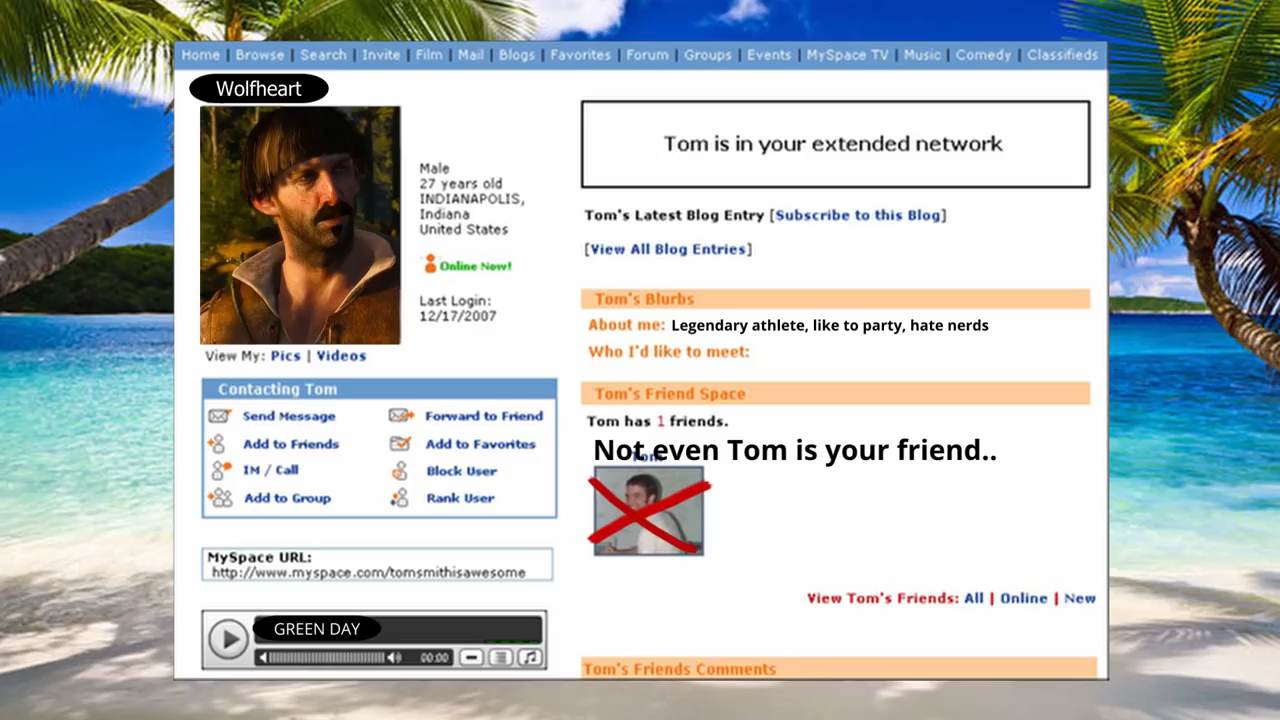 Home | Browse | Search | Invite | Film | Mail | Blogs | Favorites | Forum | Groups | Events | MySpace TV | Music | Comedy | Classifieds
Wolfheart
Male
27 years old
INDIANAPOLIS,
Indiana
United States
Online Now!
Last Login:
12/17/2007
View My: Pics | Videos
Contacting Tom
Send Message
Forward to Friend
Add to Friends
Add to Favorites
IM / Call
Block User
Add to Group
Rank User
MySpace URL:
http://www.myspace.com/tomsmithisawesome
GREEN DAY
00:00
Tom is in your extended network
Tom's Latest Blog Entry [Subscribe to this Blog]
[View All Blog Entries]
Tom's Blurbs
About me: Legendary athlete, like to party, hate nerds
Who I'd like to meet:
Tom's Friend Space
Tom has 1 friends.
Not even Tom is your friend..
Tom
View Tom's Friends: All | Online | New
Tom's Friends Comments